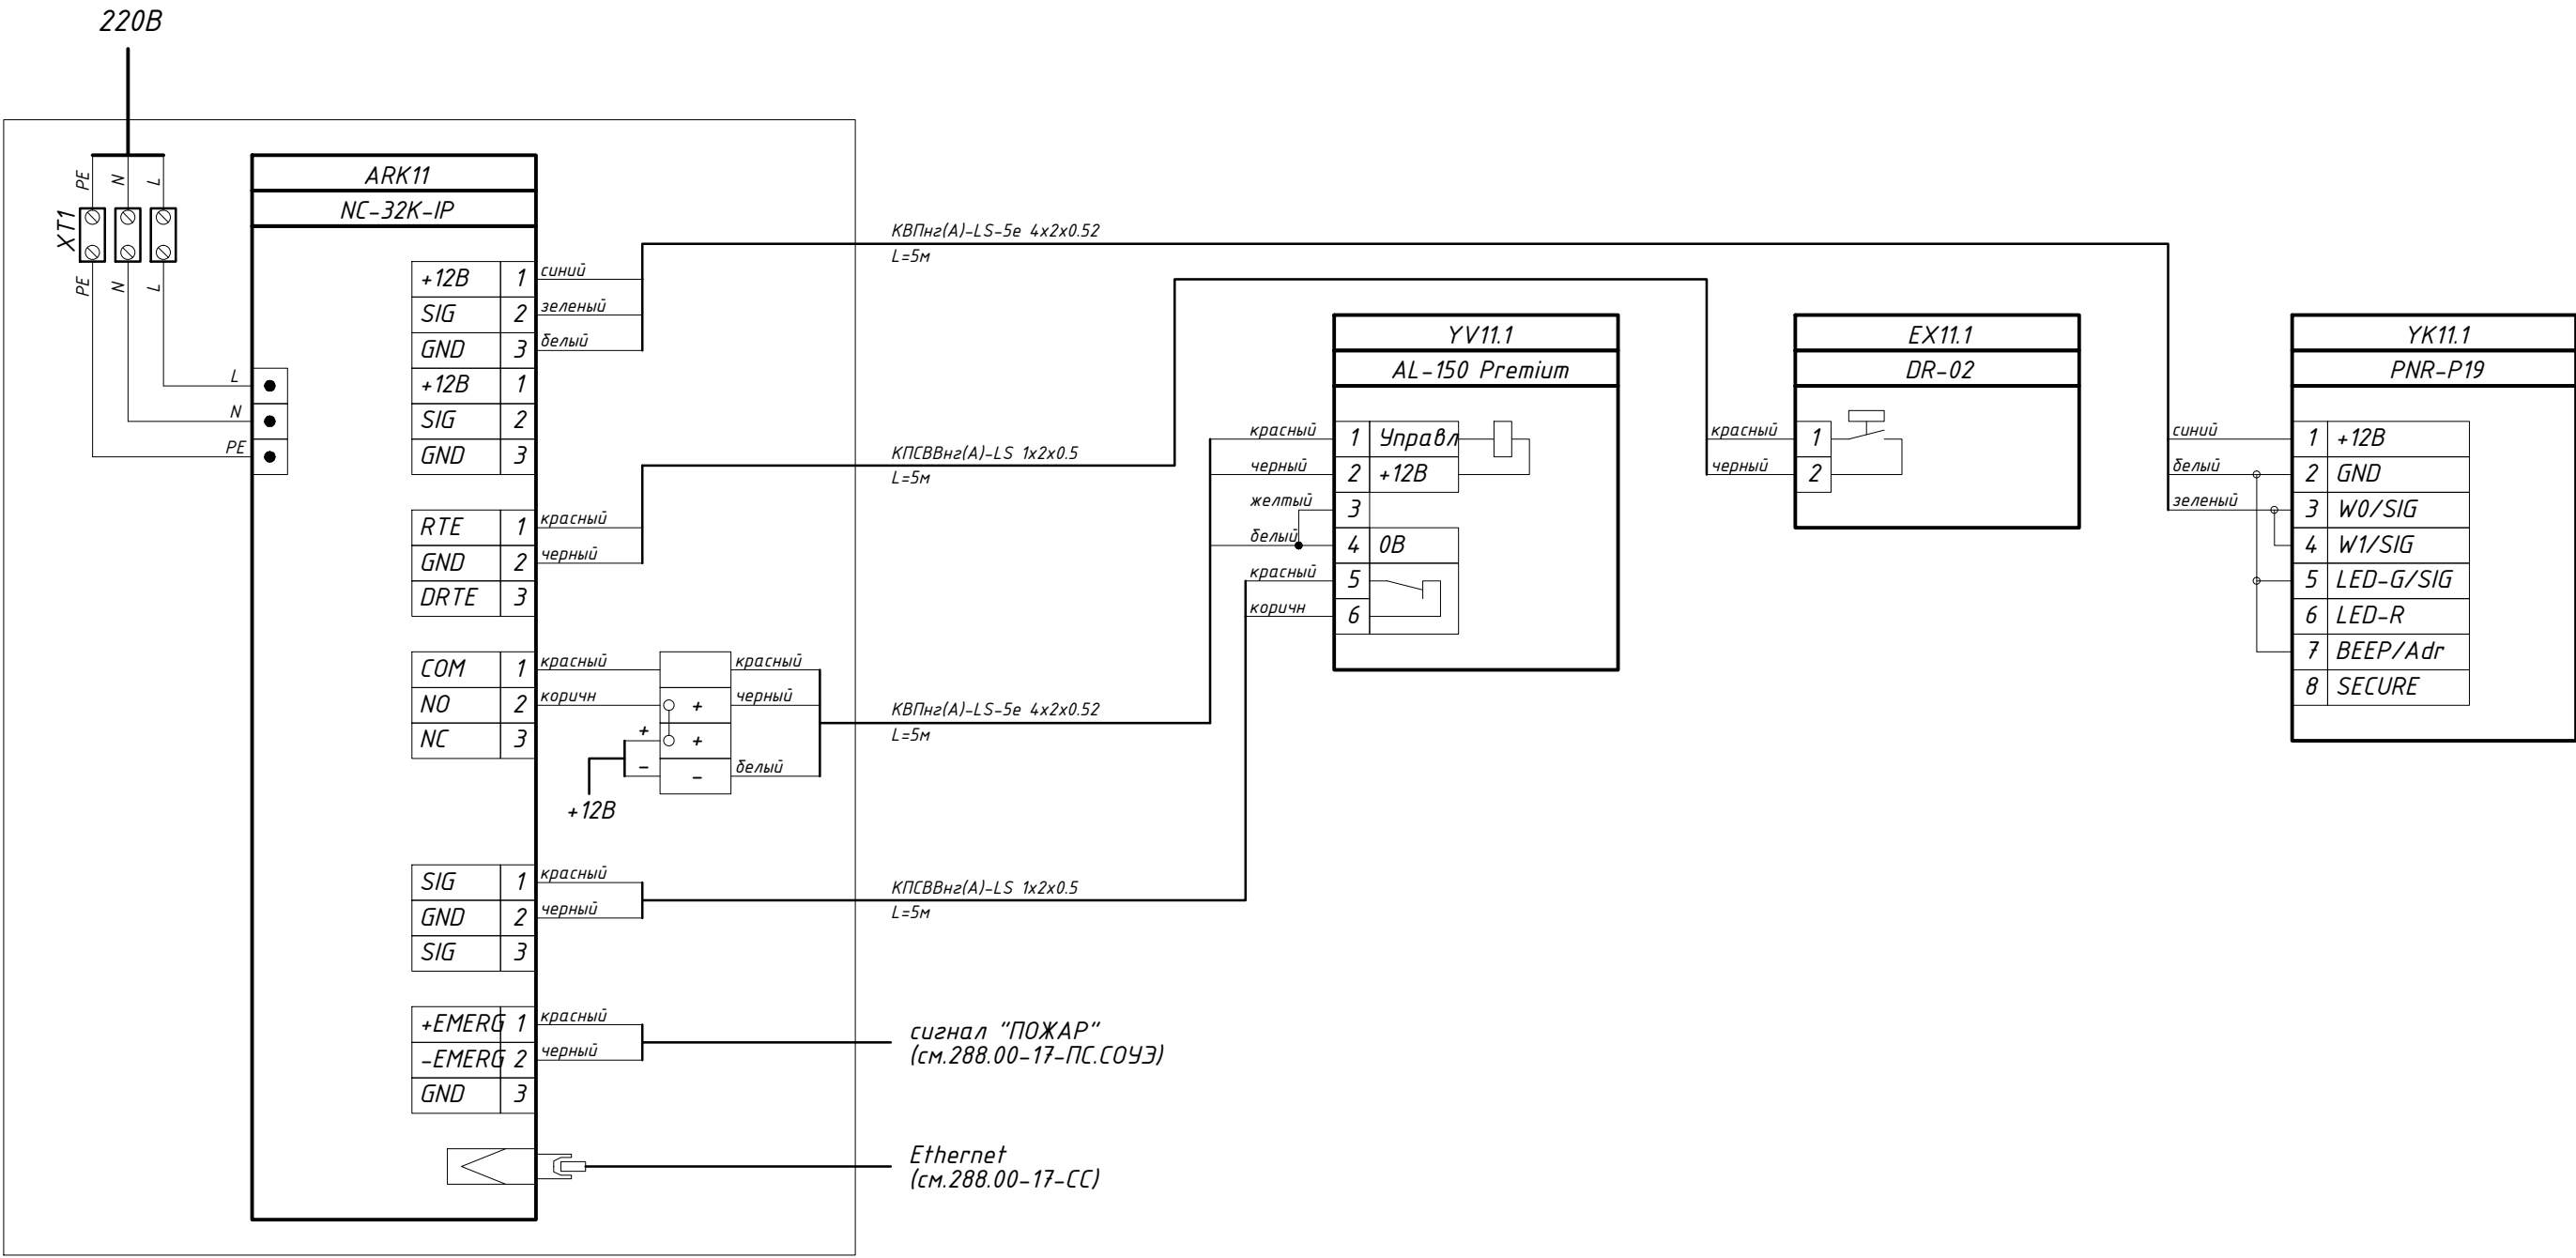 220В
PE
N
L
XT1
PE
N
L
L
N
PE
ARK11
NC-32K-IP
+12В 1 синий
SIG 2 зеленый
GND 3 белый
+12В 1
SIG 2
GND 3
RTE 1 красный
GND 2 черный
DRTE 3
COM 1 красный
NO 2 коричн
NC 3
красный
+ черный
+ +
- - белый
+12В
SIG 1 красный
GND 2 черный
SIG 3
+EMERG 1 красный
-EMERG 2 черный
GND 3
КВПнг(А)-LS-5е 4х2х0.52
L=5м
КПСВВнг(А)-LS 1х2х0.5
L=5м
КВПнг(А)-LS-5е 4х2х0.52
L=5м
КПСВВнг(А)-LS 1х2х0.5
L=5м
сигнал "ПОЖАР"
(см.288.00-17-ПС.СОУЭ)
Ethernet
(см.288.00-17-СС)
YV11.1
AL-150 Premium
красный 1 Управл
черный 2 +12В
желтый 3
белый 4 0В
красный 5
коричн 6
EX11.1
DR-02
красный 1
черный 2
YK11.1
PNR-P19
синий 1 +12В
белый 2 GND
зеленый 3 W0/SIG
4 W1/SIG
5 LED-G/SIG
6 LED-R
7 BEEP/Adr
8 SECURE